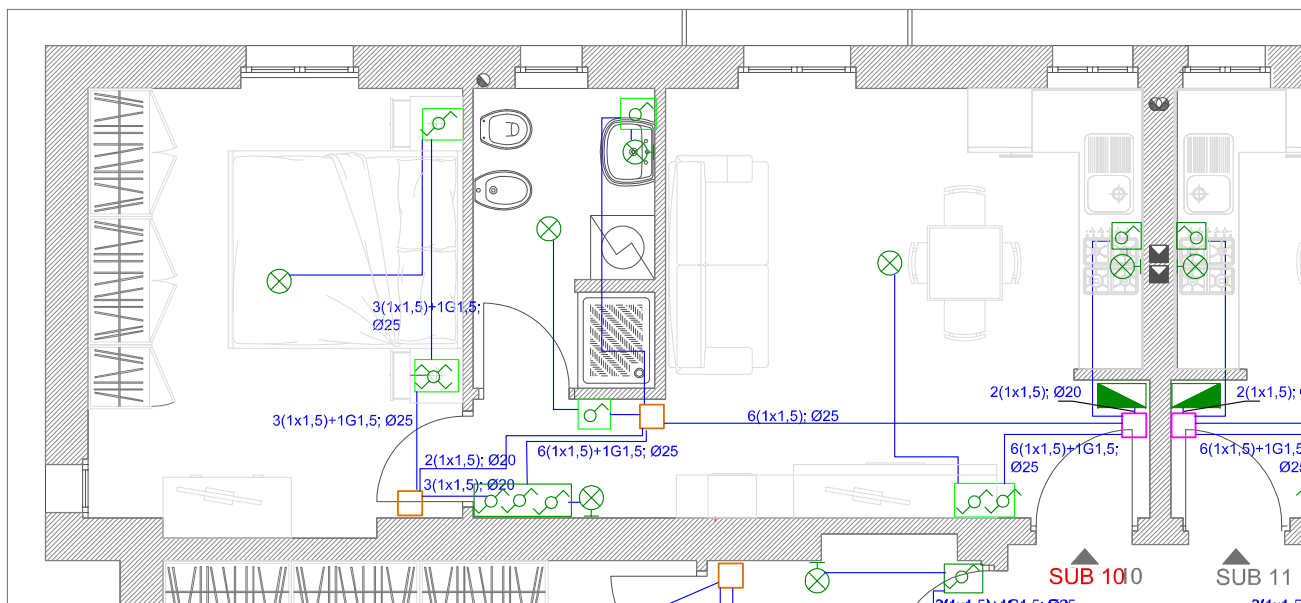 3(1x1,5)+1G1,5;
Ø25
2(1x1,5); Ø20
2(1x1,5);
3(1x1,5)+1G1,5; Ø25
6(1x1,5); Ø25
6(1x1,5)+1G1,5; Ø25
6(1x1,5)+1G1,5;
Ø25
6(1x1,5)+1G1,5
2(1x1,5); Ø20
3(1x1,5); Ø20
SUB 10
SUB 11